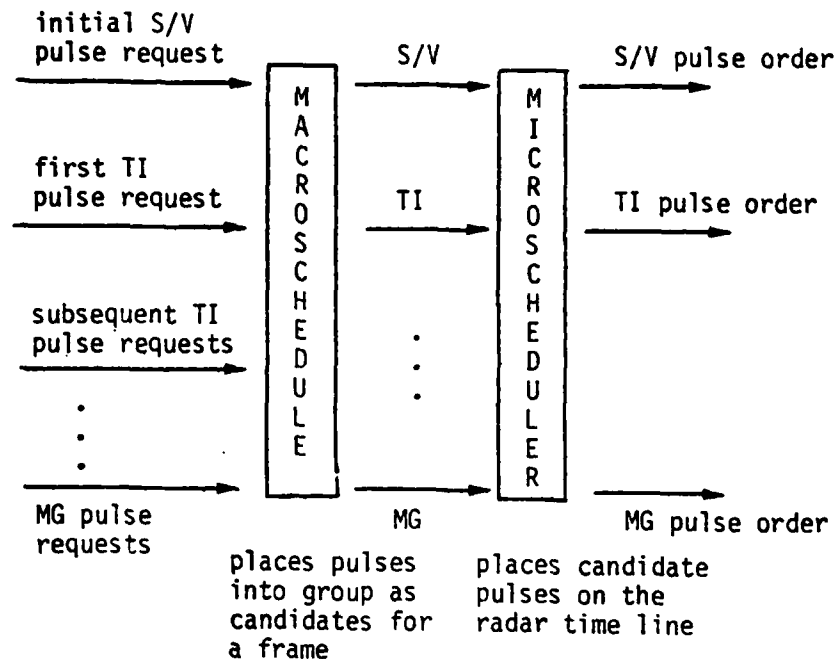 initial S/V
pulse request
S/V
S/V pulse order
MACROSCHEDULE
MICROSCHEDULER
first TI
pulse request
TI
TI pulse order
subsequent TI
pulse requests
MG pulse
requests
MG
MG pulse order
places pulses
into group as
candidates for
a frame
places candidate
pulses on the
radar time line